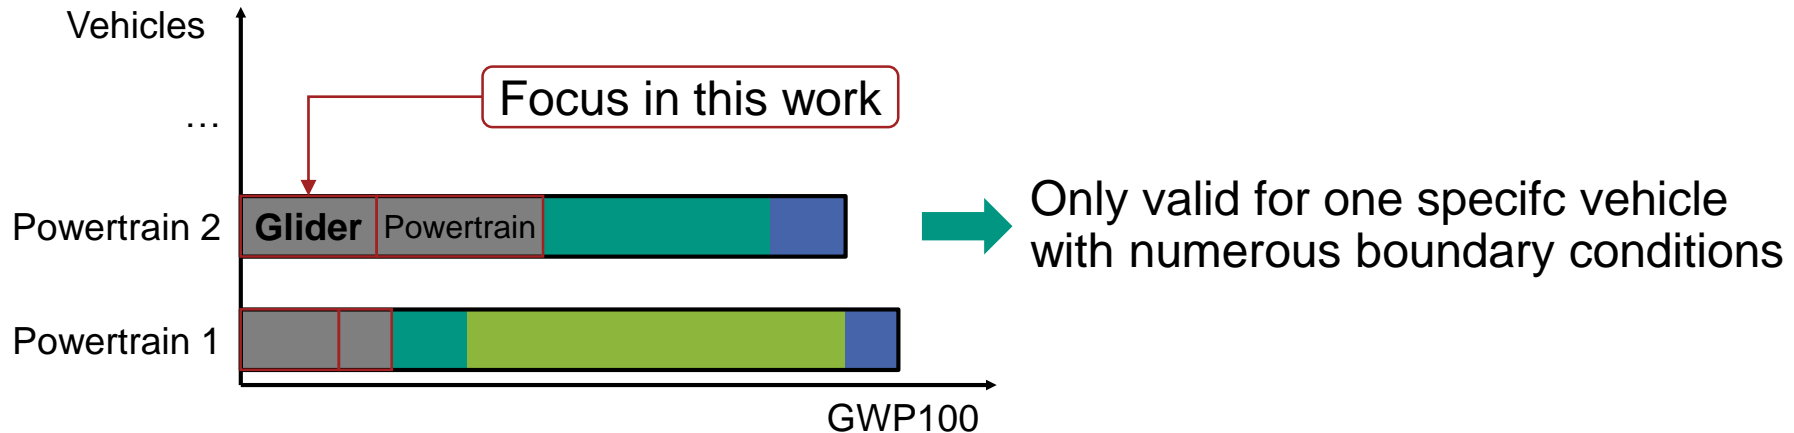 Vehicles
Focus in this work
…
Powertrain 2
Glider
Powertrain
Only valid for one specifc vehicle
with numerous boundary conditions
Powertrain 1
GWP100